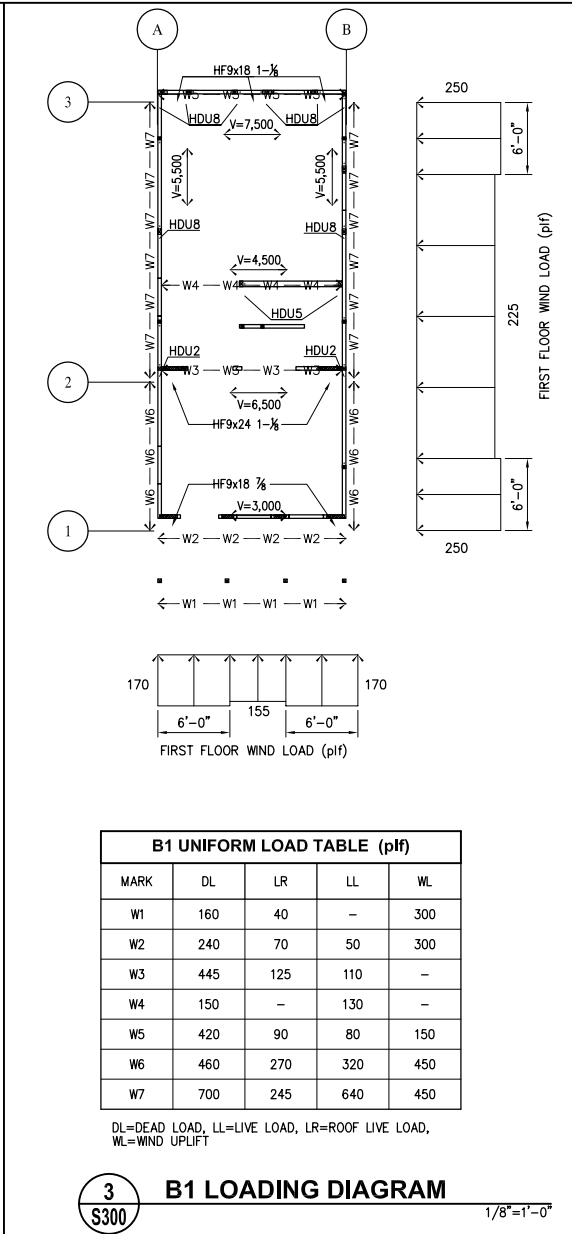 A B
HF9x18 1-⅛
3
W5 W5 W5 W5
250
HDU8 HDU8
V=7,500
6'-0"
W7 W7
V=5,500 V=5,500
W7 W7
HDU8 HDU8
W7 W7
V=4,500
W4 W4 W4 W4
W7 W7
HDU5
225
FIRST FLOOR WIND LOAD (plf)
W7 W7
HDU2 HDU2
W3 W3 W3 W3
2
V=6,500
W6 W6
HF9x24 1-⅛
W6 W6
HF9x18 ⅞
6'-0"
W6 W6
V=3,000
1
W2 W2 W2 W2
250
W1 W1 W1 W1
170 170
155
6'-0" 6'-0"
FIRST FLOOR WIND LOAD (plf)
B1 UNIFORM LOAD TABLE (plf)
MARK DL LR LL WL
W1 160 40 – 300
W2 240 70 50 300
W3 445 125 110 –
W4 150 – 130 –
W5 420 90 80 150
W6 460 270 320 450
W7 700 245 640 450
DL=DEAD LOAD, LL=LIVE LOAD, LR=ROOF LIVE LOAD,
WL=WIND UPLIFT
3 B1 LOADING DIAGRAM
S300 1/8"=1'-0"